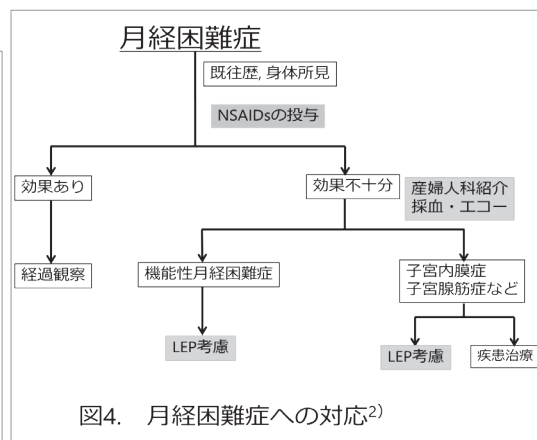 月経困難症
既往歴, 身体所見
NSAIDsの投与
効果あり
効果不十分
産婦人科紹介
採血・エコー
経過観察
機能性月経困難症
子宮内膜症
子宮腺筋症など
LEP考慮
LEP考慮
疾患治療
図4. 月経困難症への対応2)